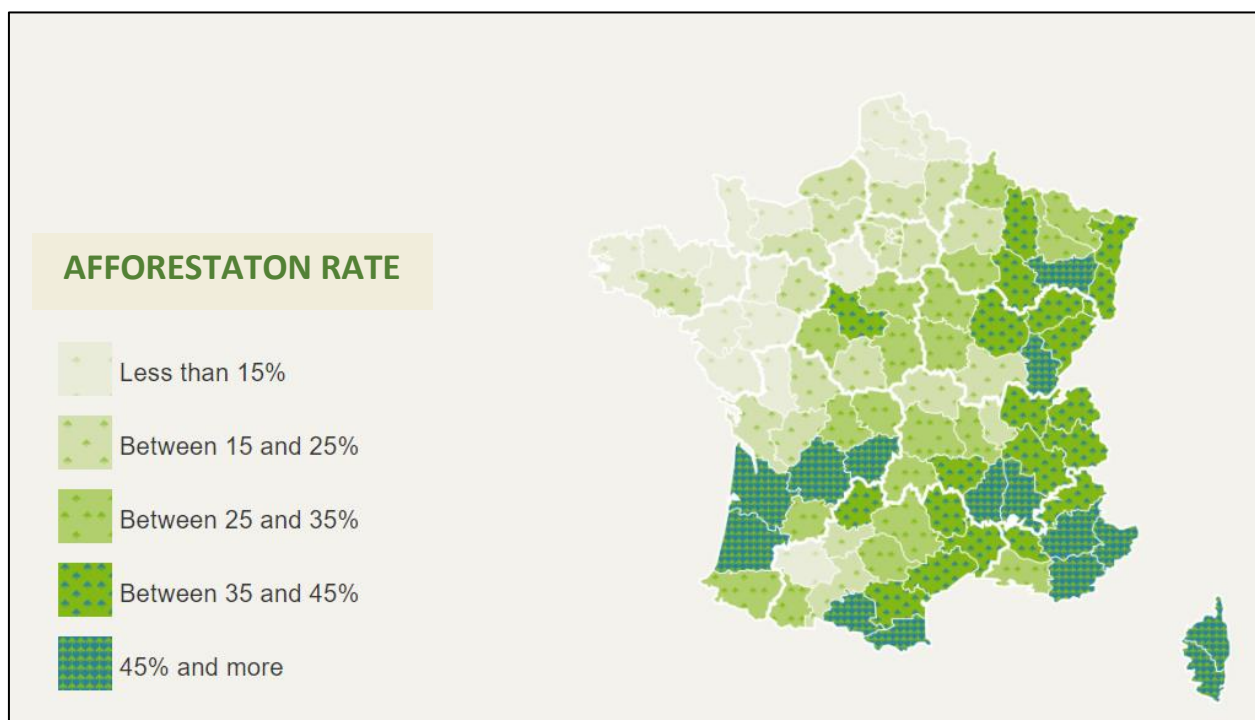 AFFORESTATON RATE
Less than 15%
Between 15 and 25%
Between 25 and 35%
Between 35 and 45%
45% and more